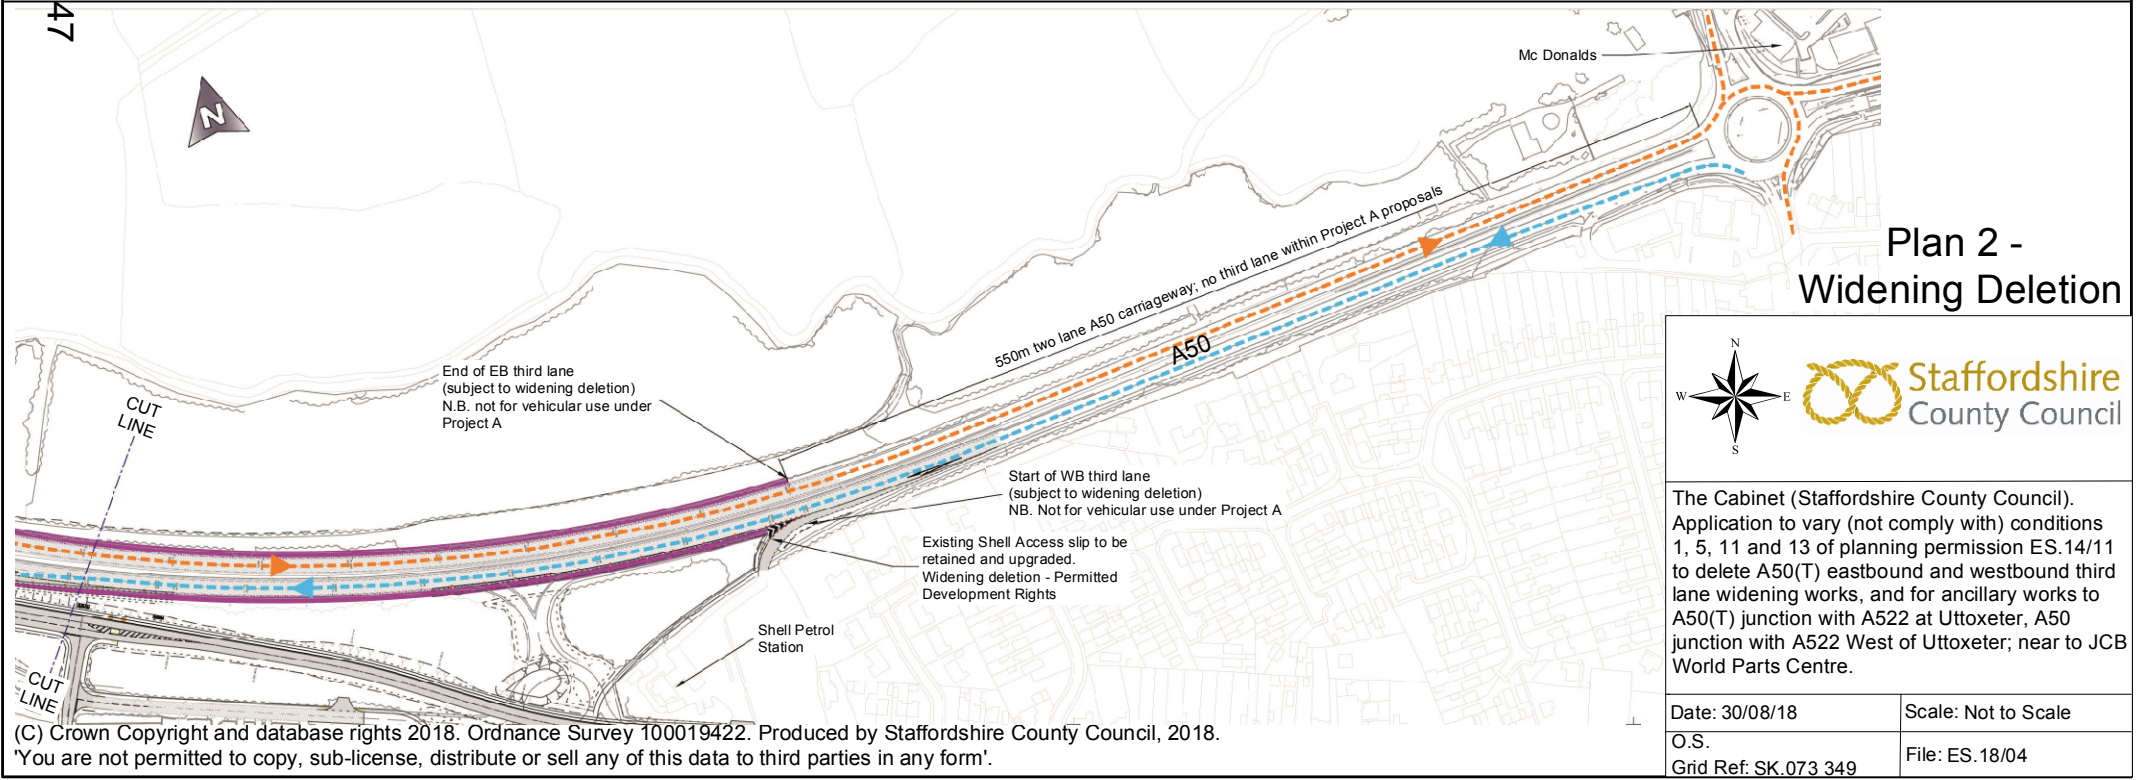 47
N
Mc Donalds
550m two lane A50 carriageway; no third lane within Project A proposals
A50
End of EB third lane
(subject to widening deletion)
N.B. not for vehicular use under
Project A
CUT
LINE
Start of WB third lane
(subject to widening deletion)
NB. Not for vehicular use under Project A
Existing Shell Access slip to be
retained and upgraded.
Widening deletion - Permitted
Development Rights
Shell Petrol
Station
CUT
LINE
Plan 2 -
Widening Deletion
N
W
E
S
Staffordshire
County Council
The Cabinet (Staffordshire County Council).
Application to vary (not comply with) conditions
1, 5, 11 and 13 of planning permission ES.14/11
to delete A50(T) eastbound and westbound third
lane widening works, and for ancillary works to
A50(T) junction with A522 at Uttoxeter, A50
junction with A522 West of Uttoxeter; near to JCB
World Parts Centre.
Date: 30/08/18
Scale: Not to Scale
O.S.
Grid Ref: SK.073 349
File: ES.18/04
(C) Crown Copyright and database rights 2018. Ordnance Survey 100019422. Produced by Staffordshire County Council, 2018.
'You are not permitted to copy, sub-license, distribute or sell any of this data to third parties in any form'.